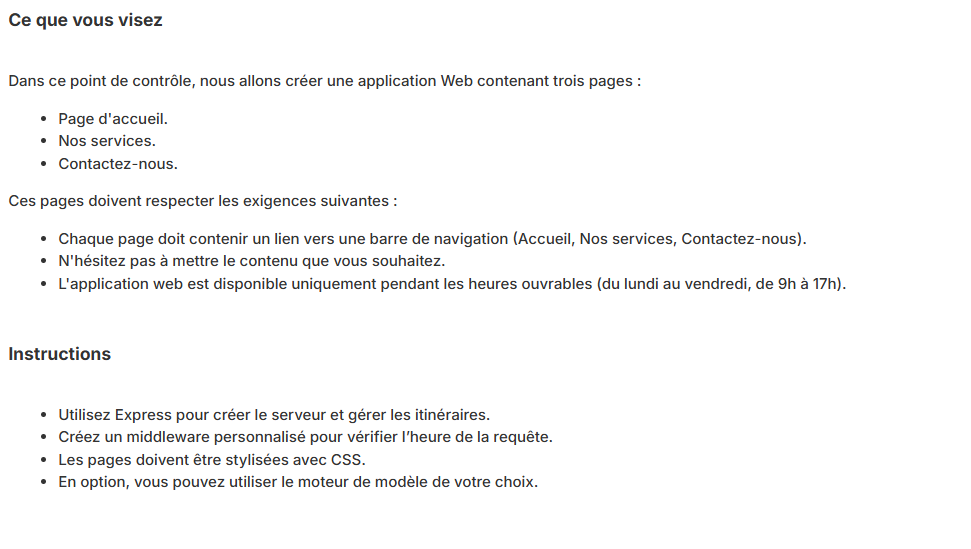 Ce que vous visez
Dans ce point de contrôle, nous allons créer une application Web contenant trois pages :
• Page d'accueil.
• Nos services.
• Contactez-nous.
Ces pages doivent respecter les exigences suivantes :
• Chaque page doit contenir un lien vers une barre de navigation (Accueil, Nos services, Contactez-nous).
• N'hésitez pas à mettre le contenu que vous souhaitez.
• L'application web est disponible uniquement pendant les heures ouvrables (du lundi au vendredi, de 9h à 17h).
Instructions
• Utilisez Express pour créer le serveur et gérer les itinéraires.
• Créez un middleware personnalisé pour vérifier l’heure de la requête.
• Les pages doivent être stylisées avec CSS.
• En option, vous pouvez utiliser le moteur de modèle de votre choix.